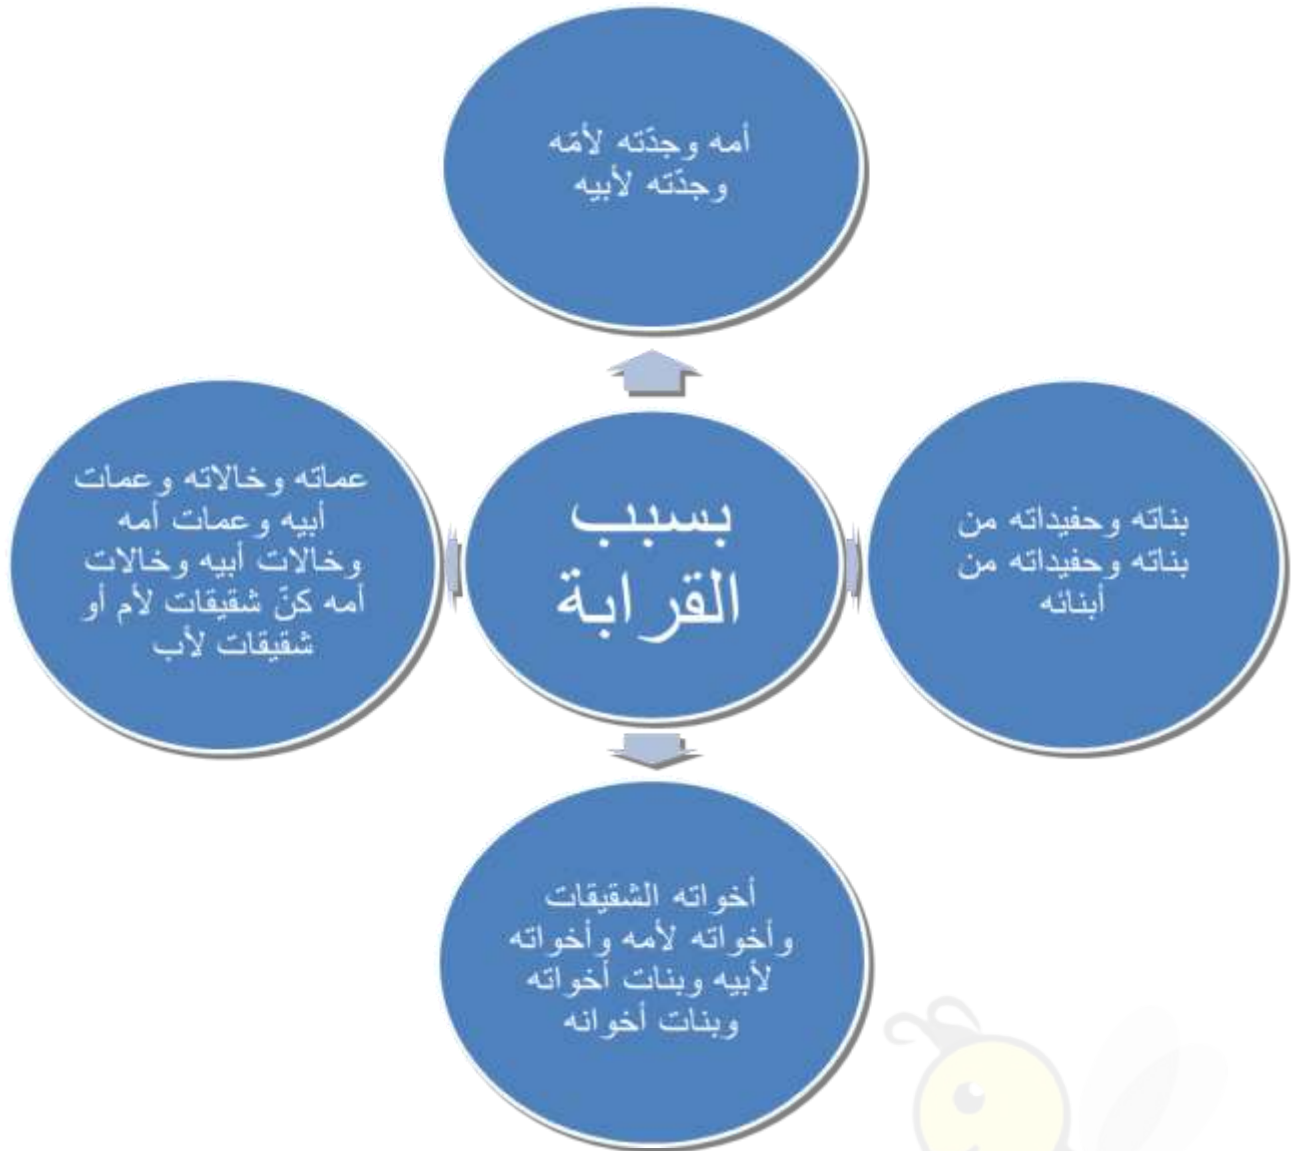 أمه وجدّته لأمّه
وجدّته لأبيه
بسبب
القرابة
بناته وحفيداته من
بناته وحفيداته من
أبنائه
أخواته الشقيقات
وأخواته لأمه وأخواته
لأبيه وبنات أخواته
وبنات أخوانه
عماته وخالاته وعمات
أبيه وعمات أمه
وخالات أبيه وخالات
أمه كنّ شقيقات لأم أو
شقيقات لأب